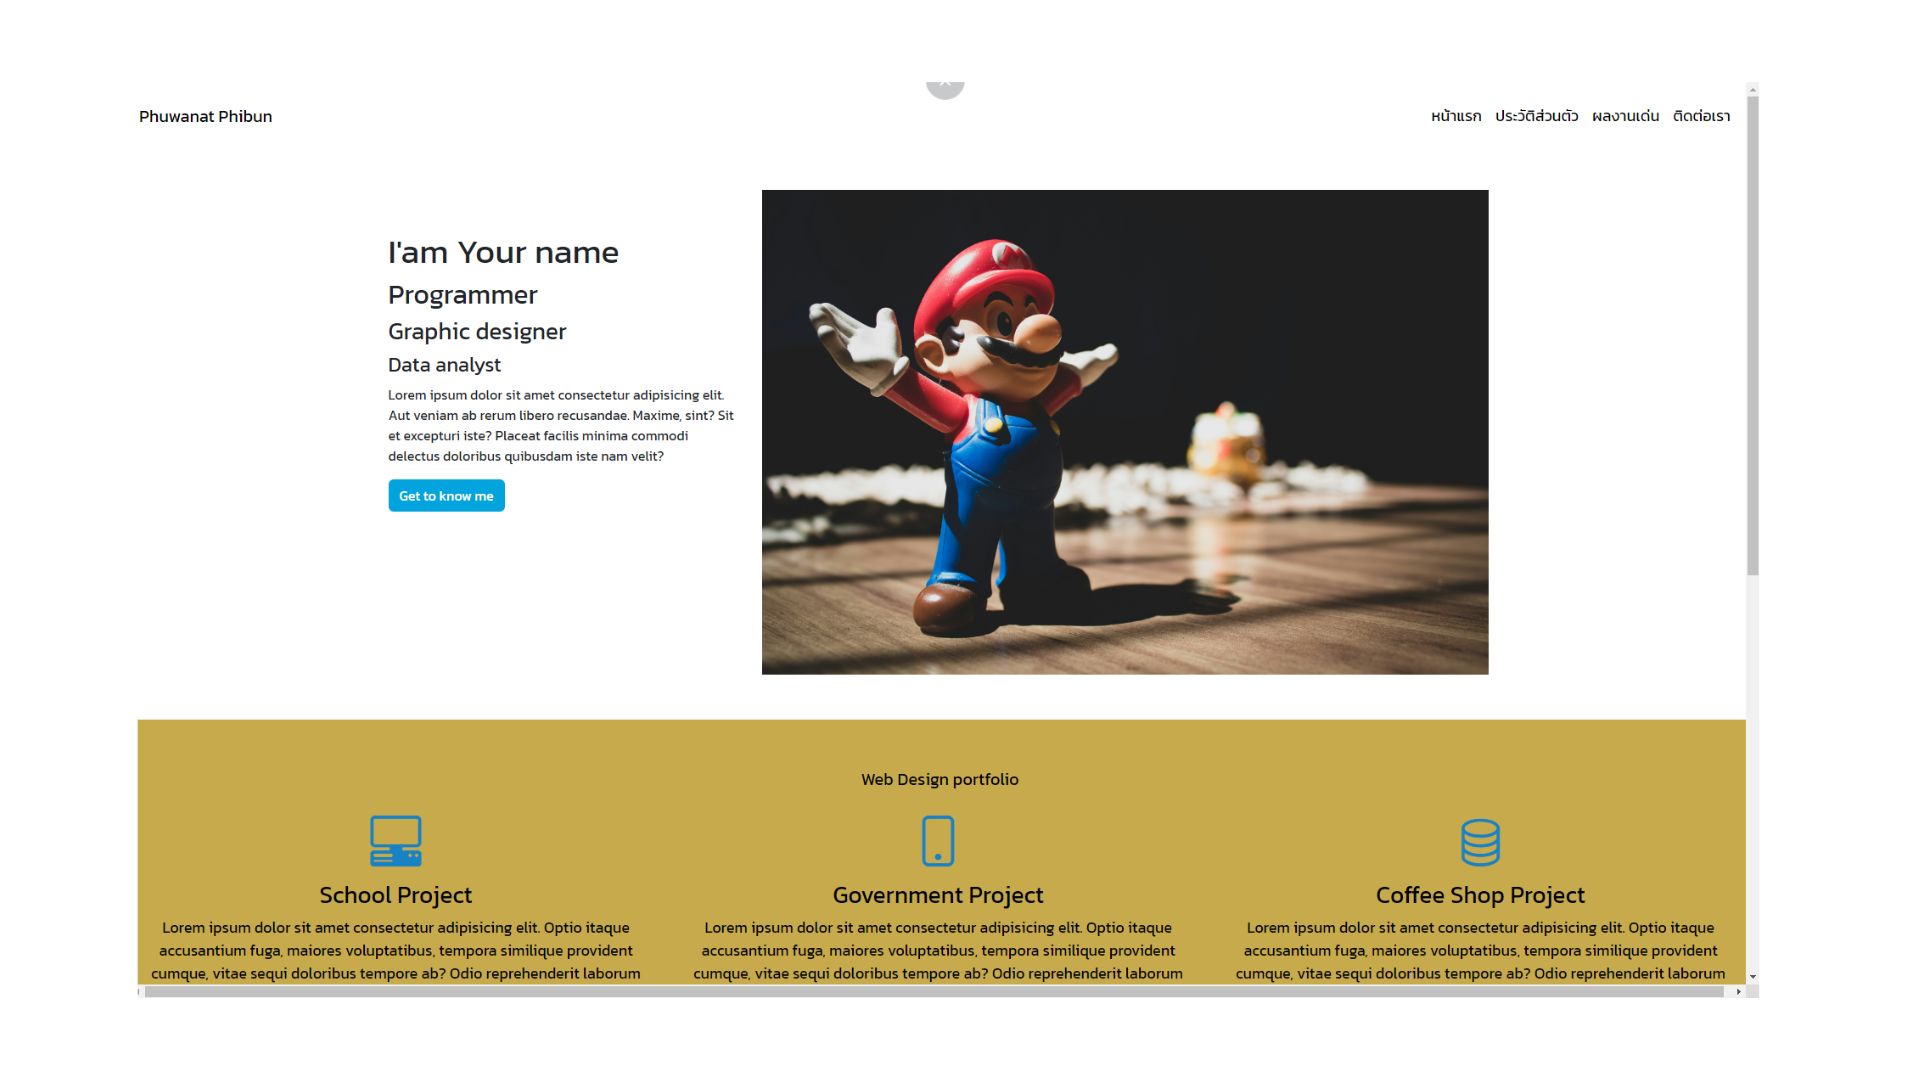 Phuwanat Phibun
หน้าแรก ประวัติส่วนตัว ผลงานเด่น ติดต่อเรา
I'am Your name
Programmer
Graphic designer
Data analyst
Lorem ipsum dolor sit amet consectetur adipisicing elit.
Aut veniam ab rerum libero recusandae. Maxime, sint? Sit
et excepturi iste? Placeat facilis minima commodi
delectus doloribus quibusdam iste nam velit?
Get to know me
Web Design portfolio
School Project
Lorem ipsum dolor sit amet consectetur adipisicing elit. Optio itaque
accusantium fuga, maiores voluptatibus, tempora similique provident
cumque, vitae sequi doloribus tempore ab? Odio reprehenderit laborum
Government Project
Lorem ipsum dolor sit amet consectetur adipisicing elit. Optio itaque
accusantium fuga, maiores voluptatibus, tempora similique provident
cumque, vitae sequi doloribus tempore ab? Odio reprehenderit laborum
Coffee Shop Project
Lorem ipsum dolor sit amet consectetur adipisicing elit. Optio itaque
accusantium fuga, maiores voluptatibus, tempora similique provident
cumque, vitae sequi doloribus tempore ab? Odio reprehenderit laborum